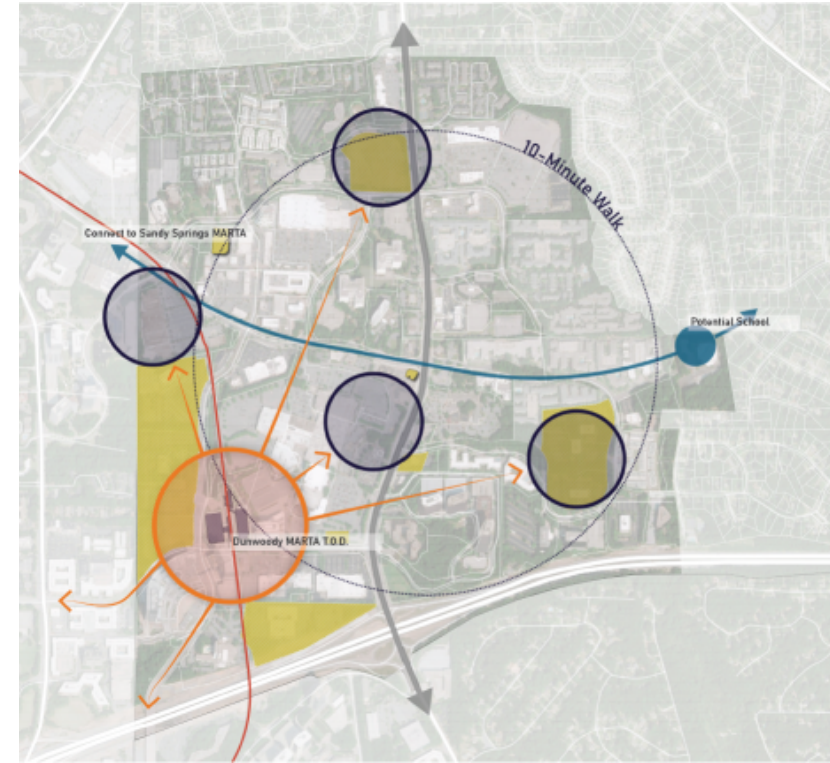 10-Minute Walk
Connect to Sandy Springs MARTA
Potential School
Dunwoody MARTA T.O.D.